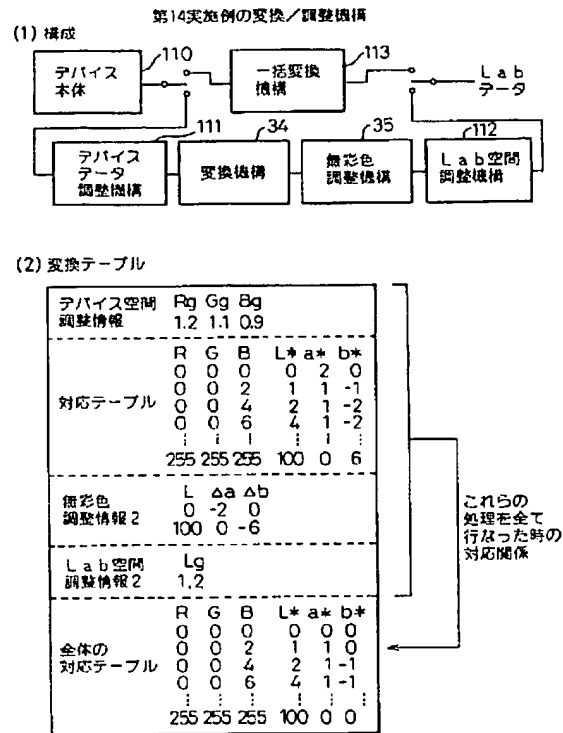 第14実施例の変換／調整機構
(1) 構成
110
デバイス
本体
113
一括変換
機構
Lab
データ
111
デバイス
データ
調整機構
34
変換機構
35
無彩色
調整機構
112
Lab空間
調整機構
(2) 変換テーブル
デバイス空間 Rg Gg Bg
調整情報 1.2 1.1 0.9
R G B L* a* b*
0 0 0 0 2 0
0 0 2 1 1 -1
対応テーブル 0 0 4 2 1 -2
0 0 6 4 1 -2
255 255 255 100 0 6
無彩色 L Δa Δb
調整情報2 0 -2 0
100 0 -6
Lab空間 Lg
調整情報2 1.2
R G B L* a* b*
0 0 0 0 0 0
全体の 0 0 2 1 1 0
対応テーブル 0 0 4 2 1 -1
0 0 6 4 1 -1
255 255 255 100 0 0
これらの
処理を全て
行なった時の
対応関係